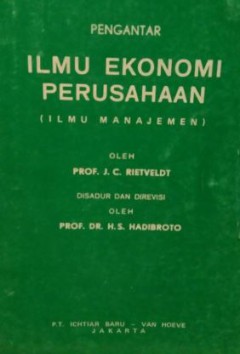 PENGANTAR
ILMU EKONOMI
PERUSAHAAN
(ILMU MANAJEMEN)
OLEH
PROF. J. C. RIETVELDT
DISADUR DAN DIREVISI
OLEH
PROF. DR. H.S. HADIBROTO
P.T. ICHTIAR BARU – VAN HOEVE
JAKARTA